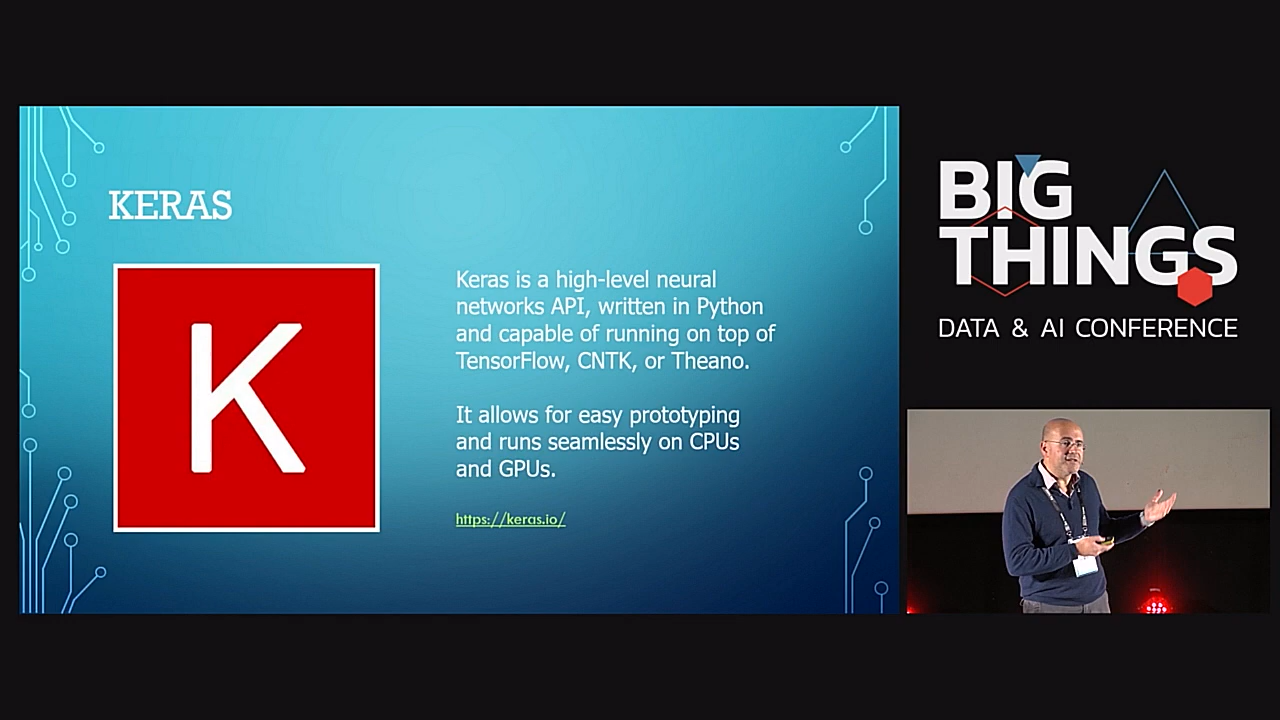 KERAS
K
Keras is a high-level neural
networks API, written in Python
and capable of running on top of
TensorFlow, CNTK, or Theano.
It allows for easy prototyping
and runs seamlessly on CPUs
and GPUs.
https://keras.io/
BIG
THINGS
DATA & AI CONFERENCE